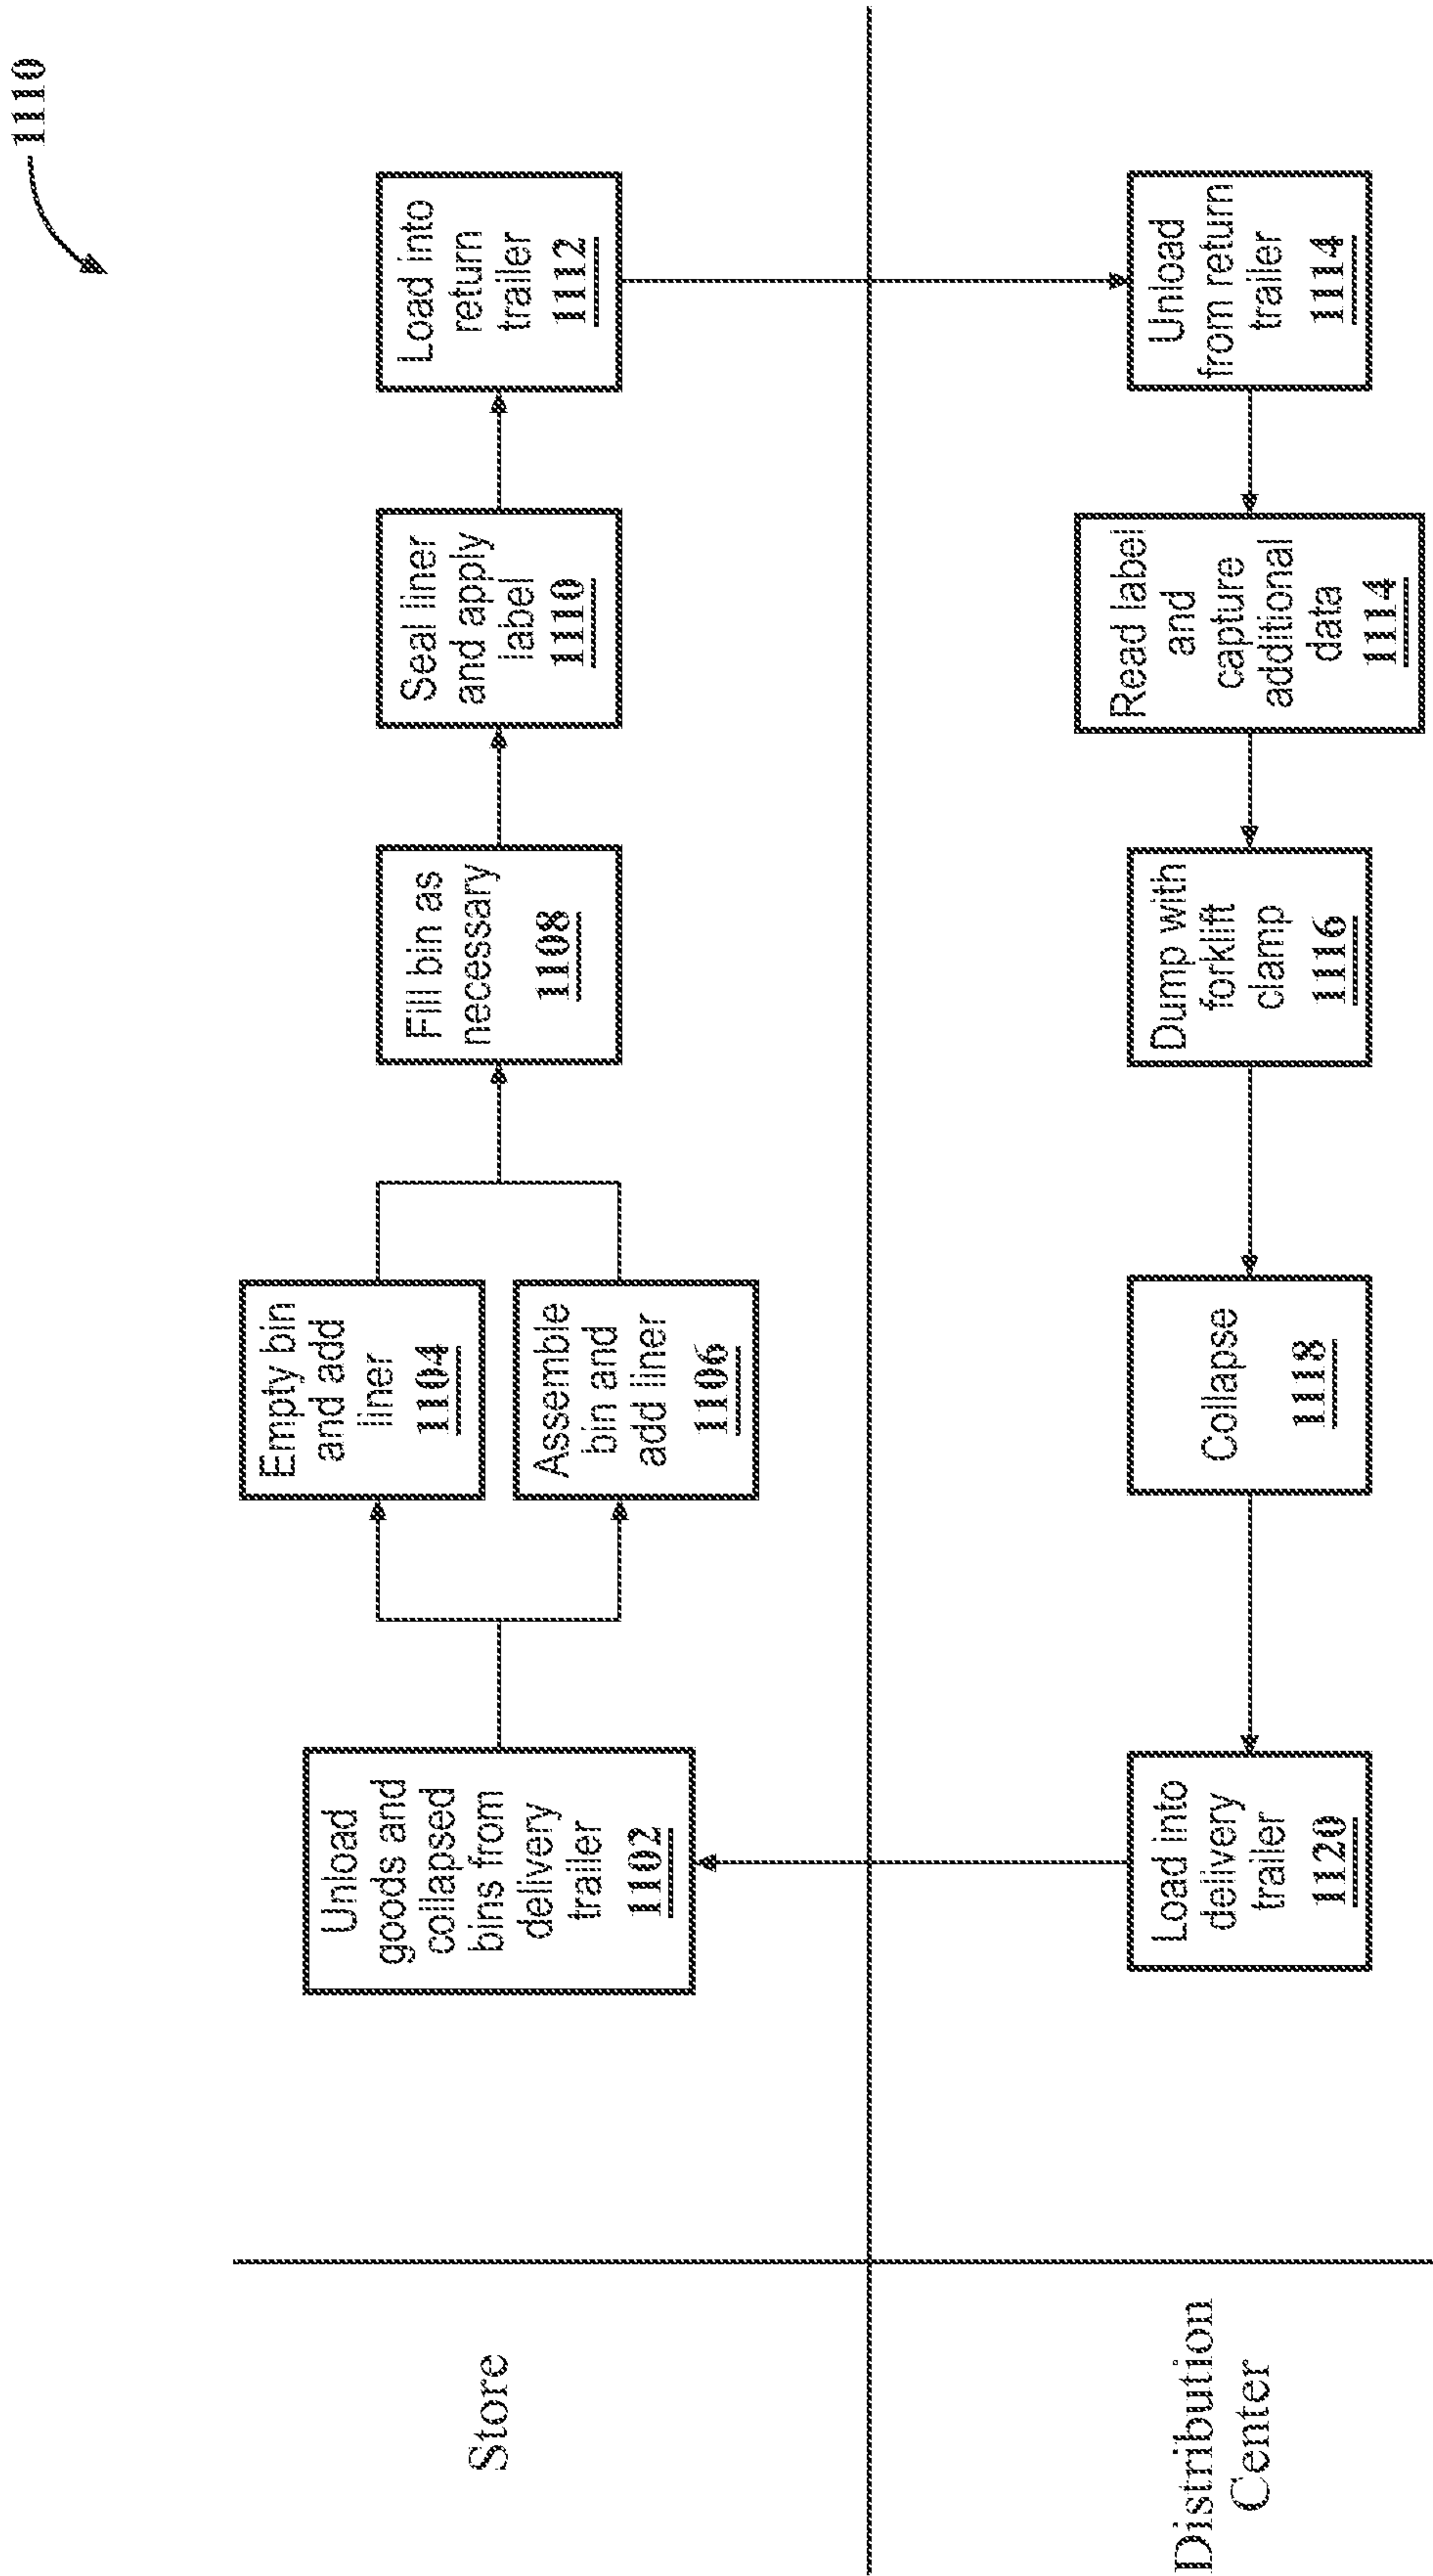 1110
Store
Unload
goods and
collapsed
bins from
delivery
trailer
1102
Empty bin
and add
liner
1104
Assemble
bin and
add liner
1106
Fill bin as
necessary
1108
Seal liner
and apply
label
1110
Load into
return
trailer
1112
Distribution
Center
Load into
delivery
trailer
1120
Collapse
1118
Dump with
forklift
clamp
1116
Read label
and
capture
additional
data
1114
Unload
from return
trailer
1114